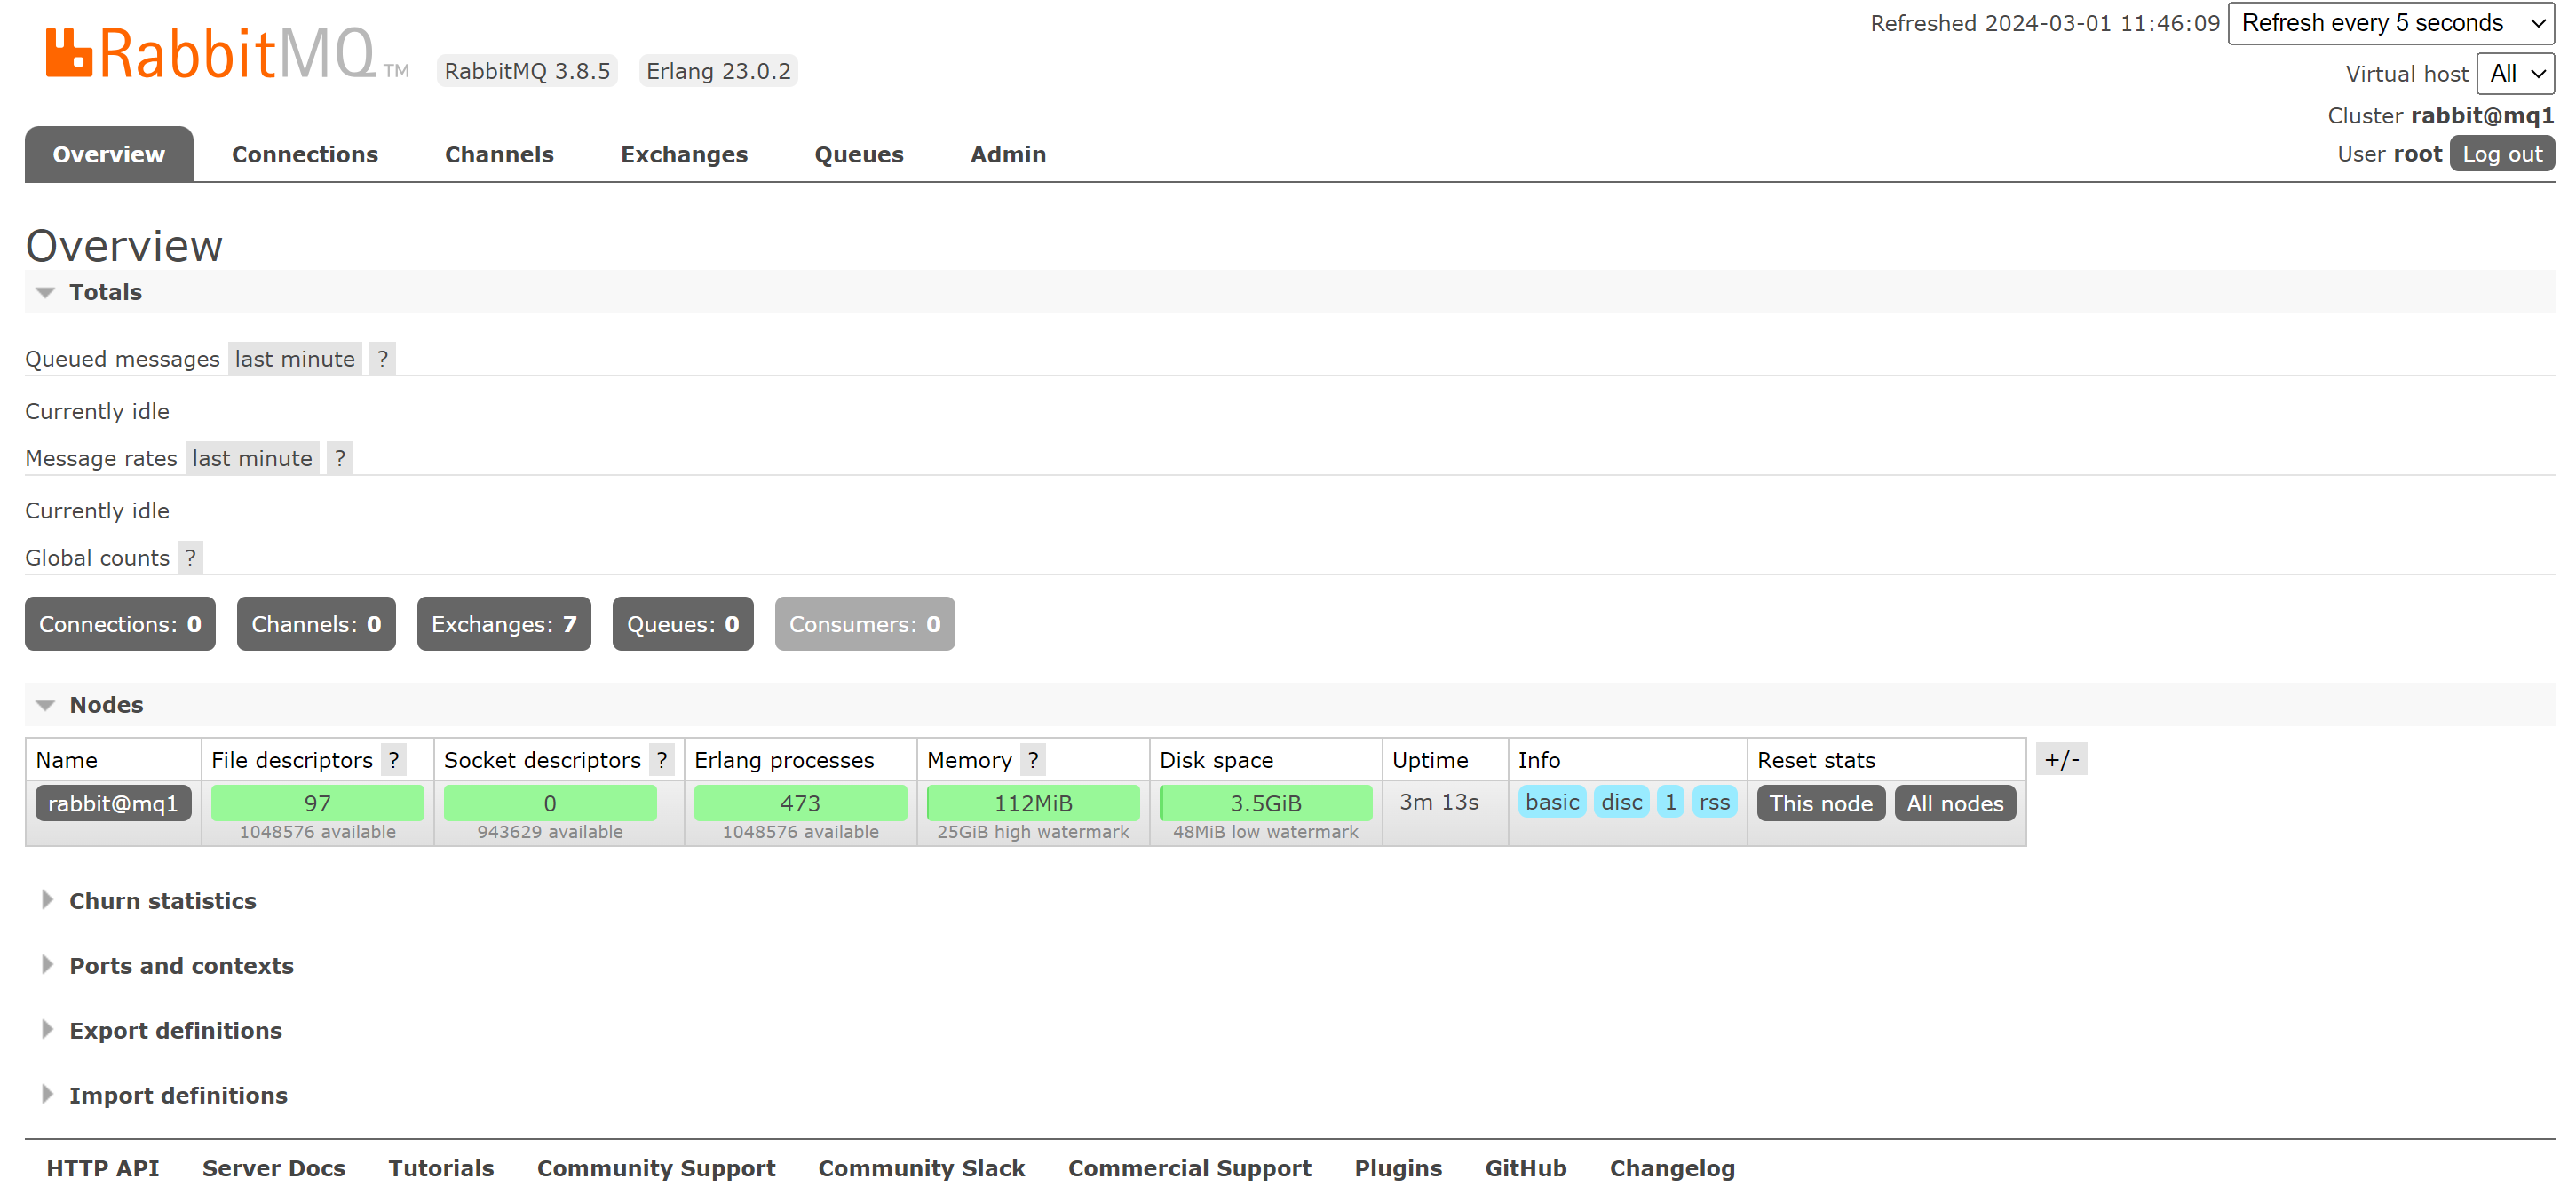 Refreshed 2024-03-01 11:46:09 Refresh every 5 seconds
RabbitMQ TM RabbitMQ 3.8.5 Erlang 23.0.2
Virtual host All
Cluster rabbit@mq1
User root Log out
Overview Connections Channels Exchanges Queues Admin
Overview
Totals
Queued messages last minute ?
Currently idle
Message rates last minute ?
Currently idle
Global counts ?
Connections: 0 Channels: 0 Exchanges: 7 Queues: 0 Consumers: 0
Nodes
Name File descriptors ? Socket descriptors ? Erlang processes Memory ? Disk space Uptime Info Reset stats +/-
rabbit@mq1 97 0 473 112MiB 3.5GiB 3m 13s basic disc 1 rss This node All nodes
1048576 available 943629 available 1048576 available 25GiB high watermark 48MiB low watermark
Churn statistics
Ports and contexts
Export definitions
Import definitions
HTTP API Server Docs Tutorials Community Support Community Slack Commercial Support Plugins GitHub Changelog